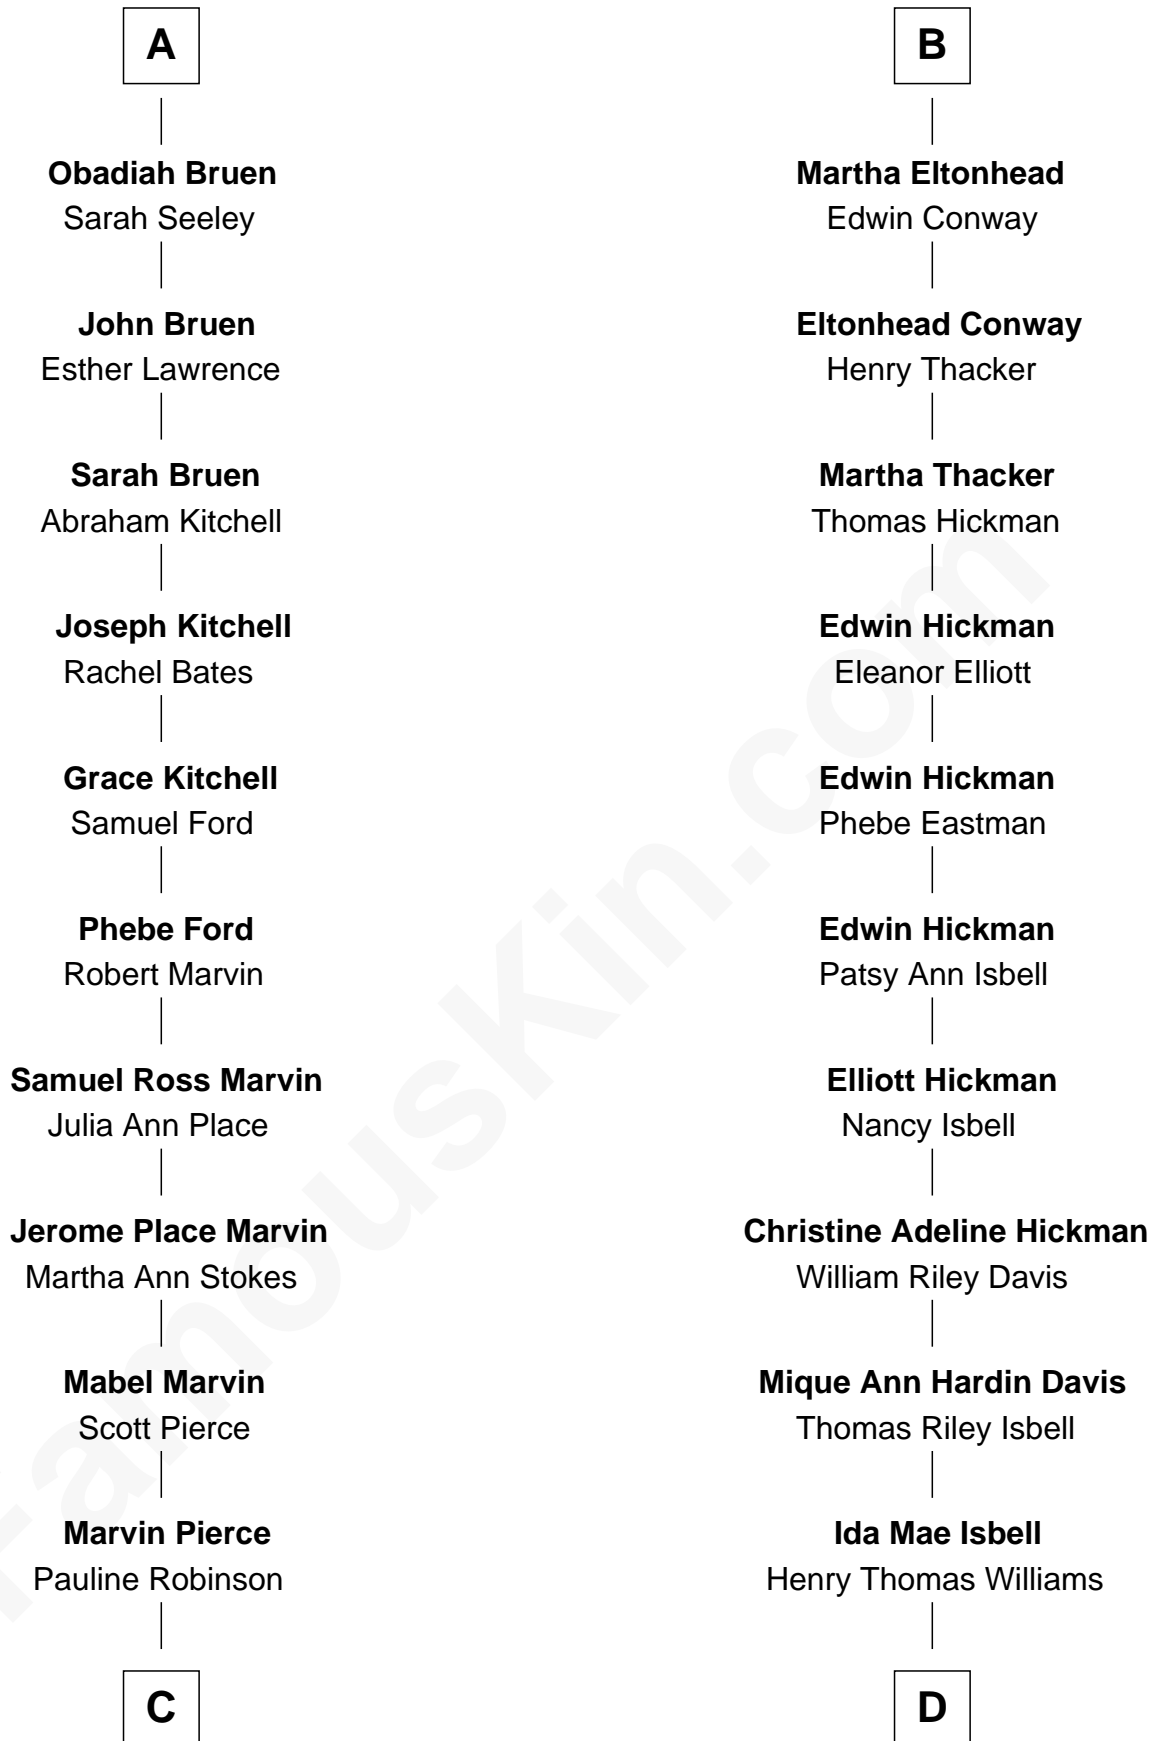 A
Obadiah Bruen
Sarah Seeley
John Bruen
Esther Lawrence
Sarah Bruen
Abraham Kitchell
Joseph Kitchell
Rachel Bates
Grace Kitchell
Samuel Ford
Phebe Ford
Robert Marvin
Samuel Ross Marvin
Julia Ann Place
Jerome Place Marvin
Martha Ann Stokes
Mabel Marvin
Scott Pierce
Marvin Pierce
Pauline Robinson
C
B
Martha Eltonhead
Edwin Conway
Eltonhead Conway
Henry Thacker
Martha Thacker
Thomas Hickman
Edwin Hickman
Eleanor Elliott
Edwin Hickman
Phebe Eastman
Edwin Hickman
Patsy Ann Isbell
Elliott Hickman
Nancy Isbell
Christine Adeline Hickman
William Riley Davis
Mique Ann Hardin Davis
Thomas Riley Isbell
Ida Mae Isbell
Henry Thomas Williams
D
FamousKin.com